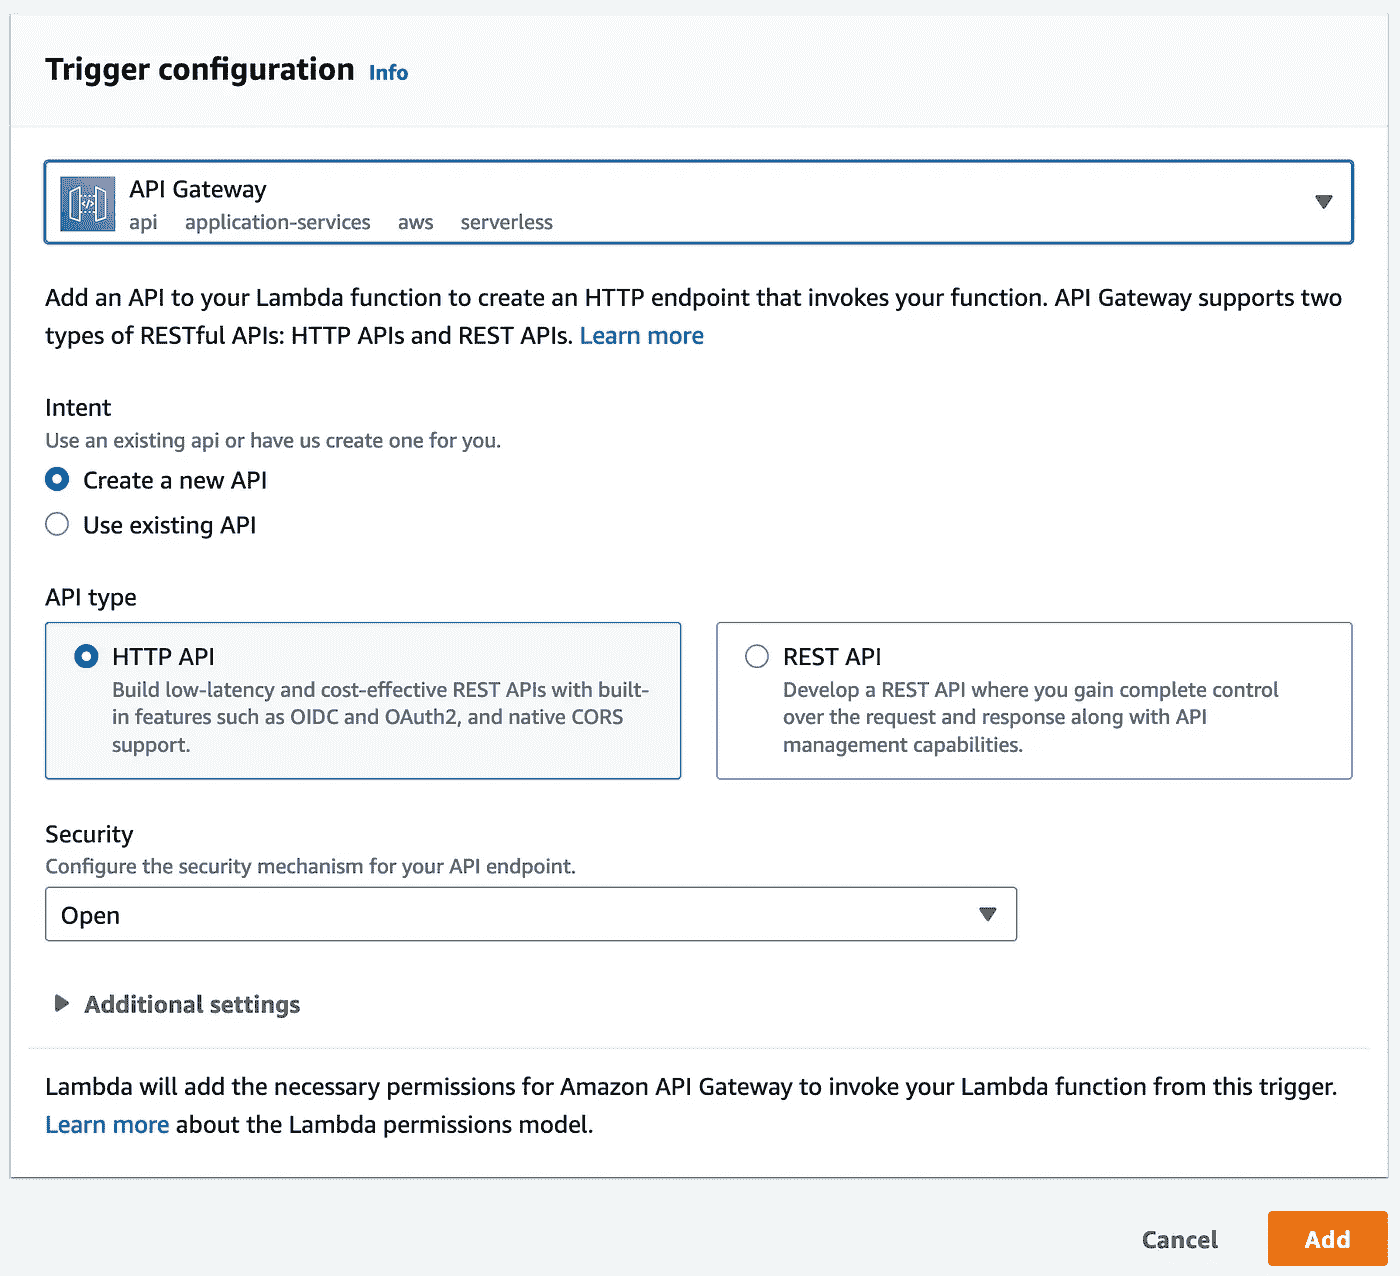 Trigger configuration Info
API Gateway
api application-services aws serverless
Add an API to your Lambda function to create an HTTP endpoint that invokes your function. API Gateway supports two
types of RESTful APIs: HTTP APIs and REST APIs. Learn more
Intent
Use an existing api or have us create one for you.
Create a new API
Use existing API
API type
HTTP API
Build low-latency and cost-effective REST APIs with built-
in features such as OIDC and OAuth2, and native CORS
support.
REST API
Develop a REST API where you gain complete control
over the request and response along with API
management capabilities.
Security
Configure the security mechanism for your API endpoint.
Open
Additional settings
Lambda will add the necessary permissions for Amazon API Gateway to invoke your Lambda function from this trigger.
Learn more about the Lambda permissions model.
Cancel Add